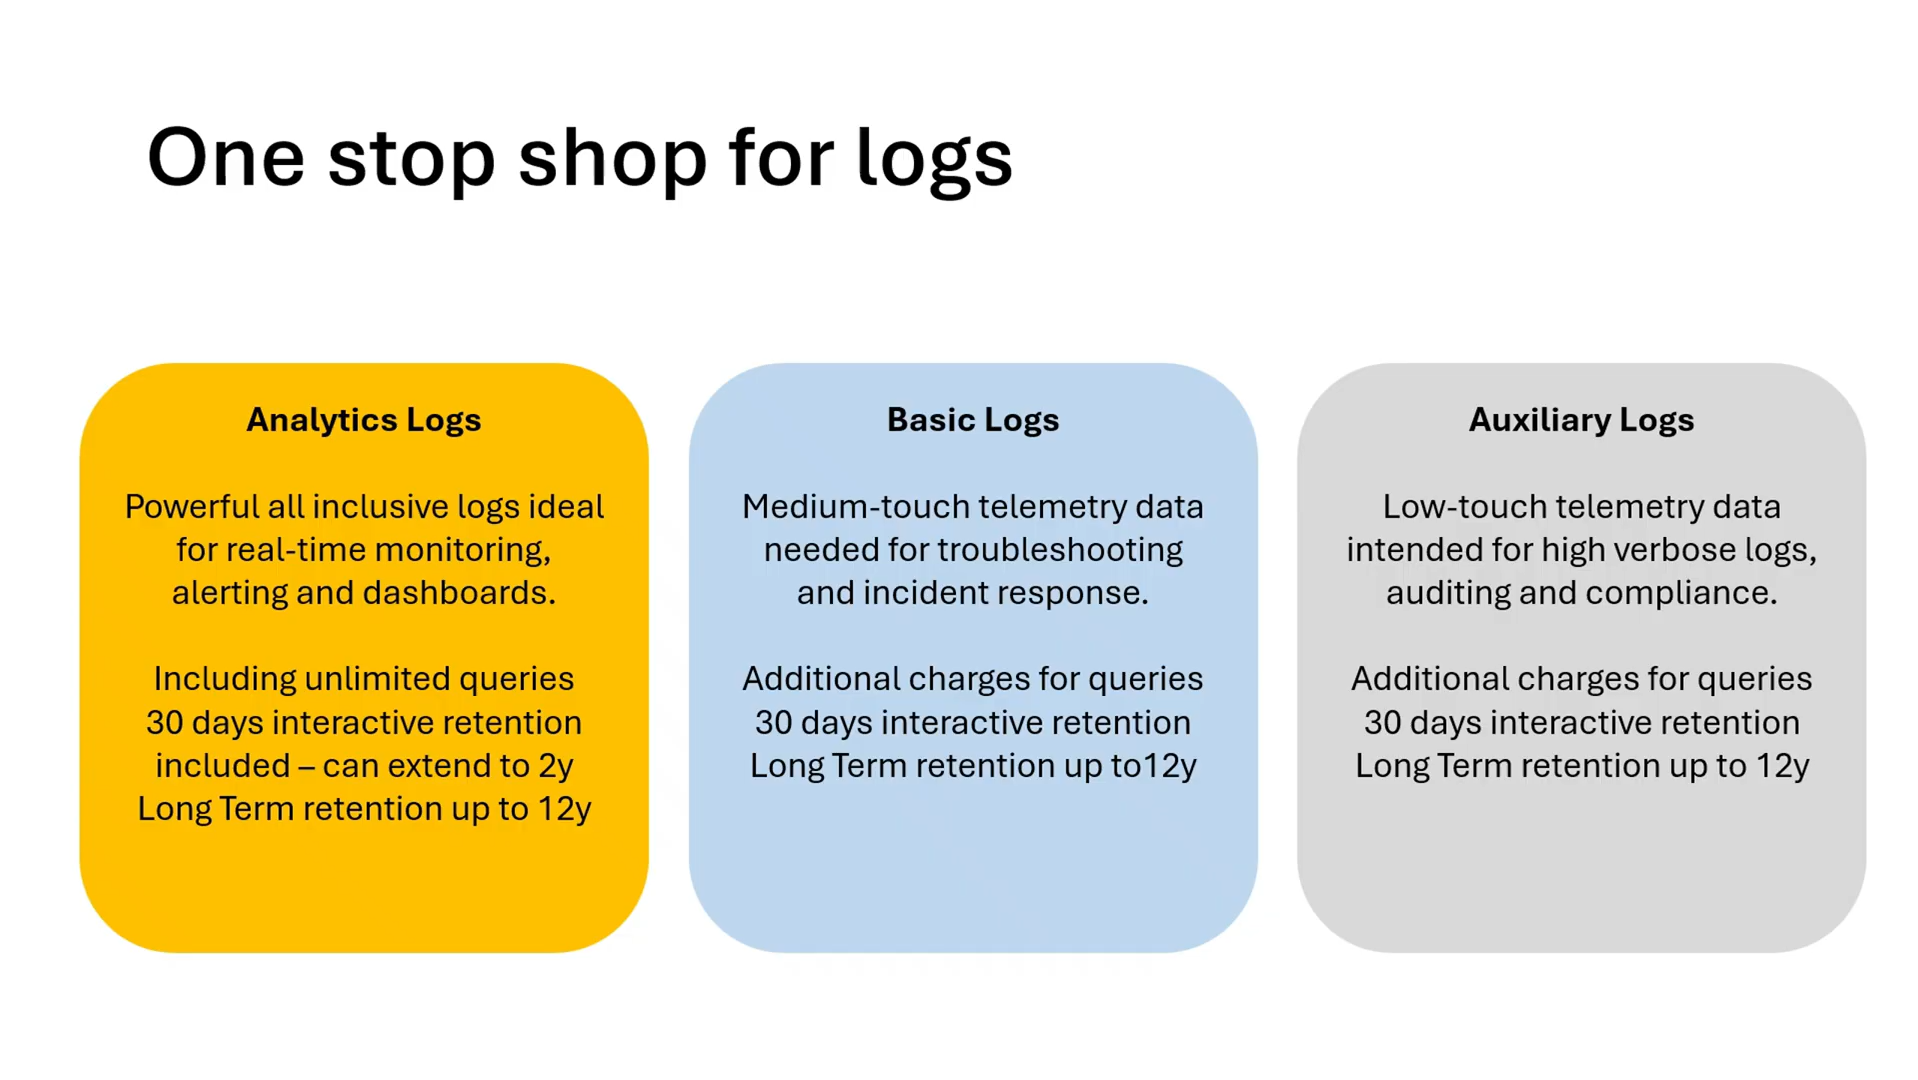 One stop shop for logs
Analytics Logs
Powerful all inclusive logs ideal
for real-time monitoring,
alerting and dashboards.
Including unlimited queries
30 days interactive retention
included – can extend to 2y
Long Term retention up to 12y
Basic Logs
Medium-touch telemetry data
needed for troubleshooting
and incident response.
Additional charges for queries
30 days interactive retention
Long Term retention up to12y
Auxiliary Logs
Low-touch telemetry data
intended for high verbose logs,
auditing and compliance.
Additional charges for queries
30 days interactive retention
Long Term retention up to 12y